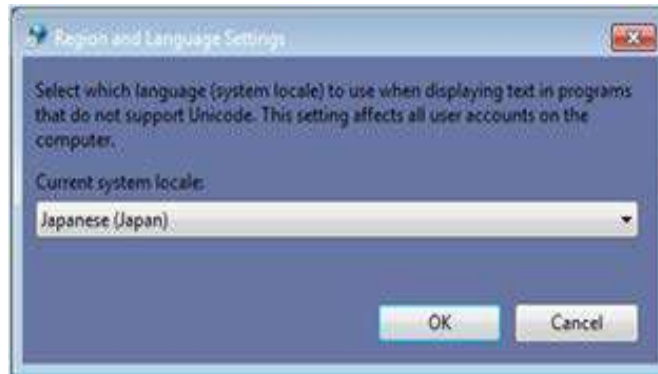 Region and Language Settings
Select which language (system locale) to use when displaying text in programs
that do not support Unicode. This setting affects all user accounts on the
computer.
Current system locale:
Japanese (Japan)
OK
Cancel